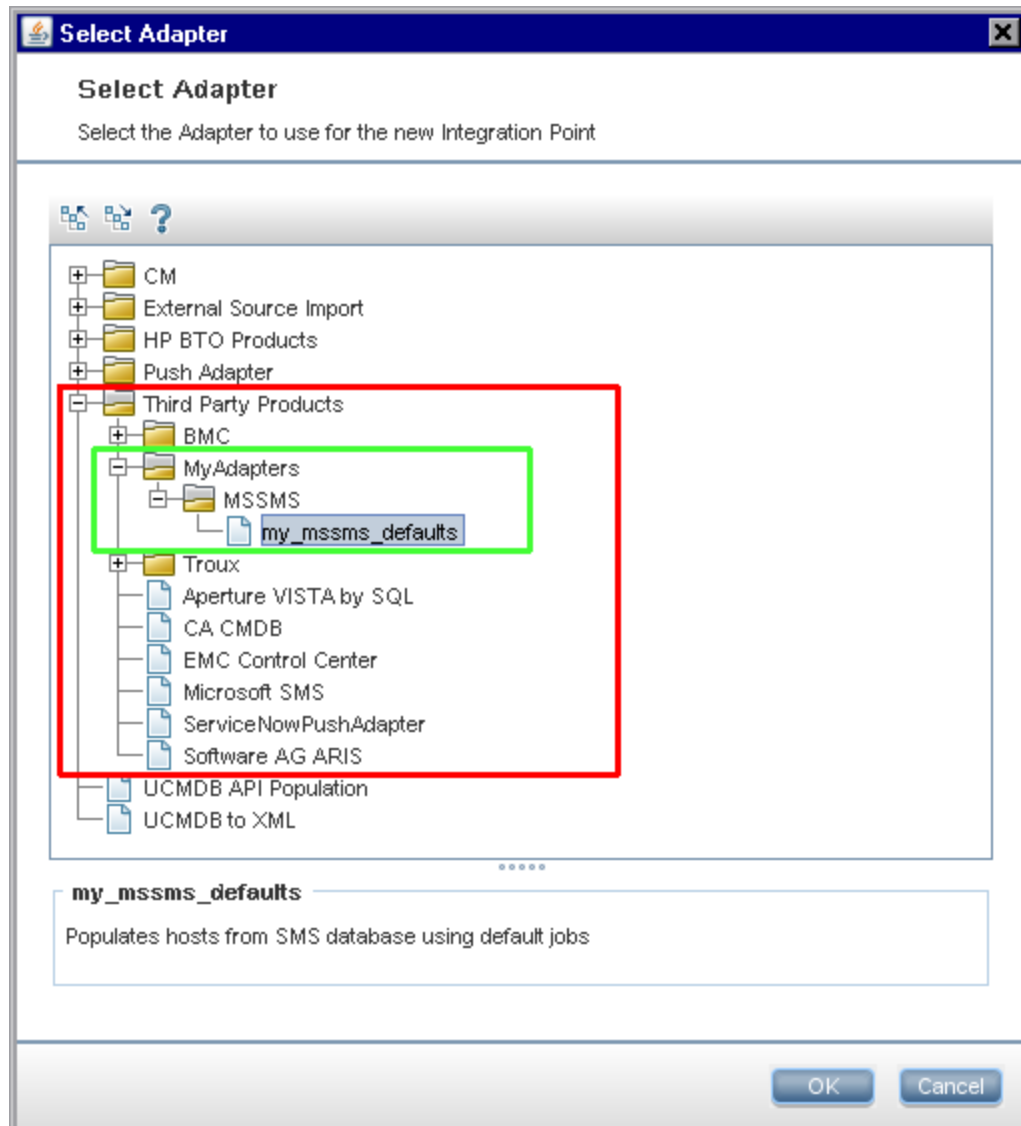 Select Adapter
Select Adapter
Select the Adapter to use for the new Integration Point
CM
External Source Import
HP BTO Products
Push Adapter
Third Party Products
BMC
MyAdapters
MSSMS
my_mssms_defaults
Troux
Aperture VISTA by SQL
CA CMDB
EMC Control Center
Microsoft SMS
ServiceNowPushAdapter
Software AG ARIS
UCMDB API Population
UCMDB to XML
my_mssms_defaults
Populates hosts from SMS database using default jobs
OK Cancel